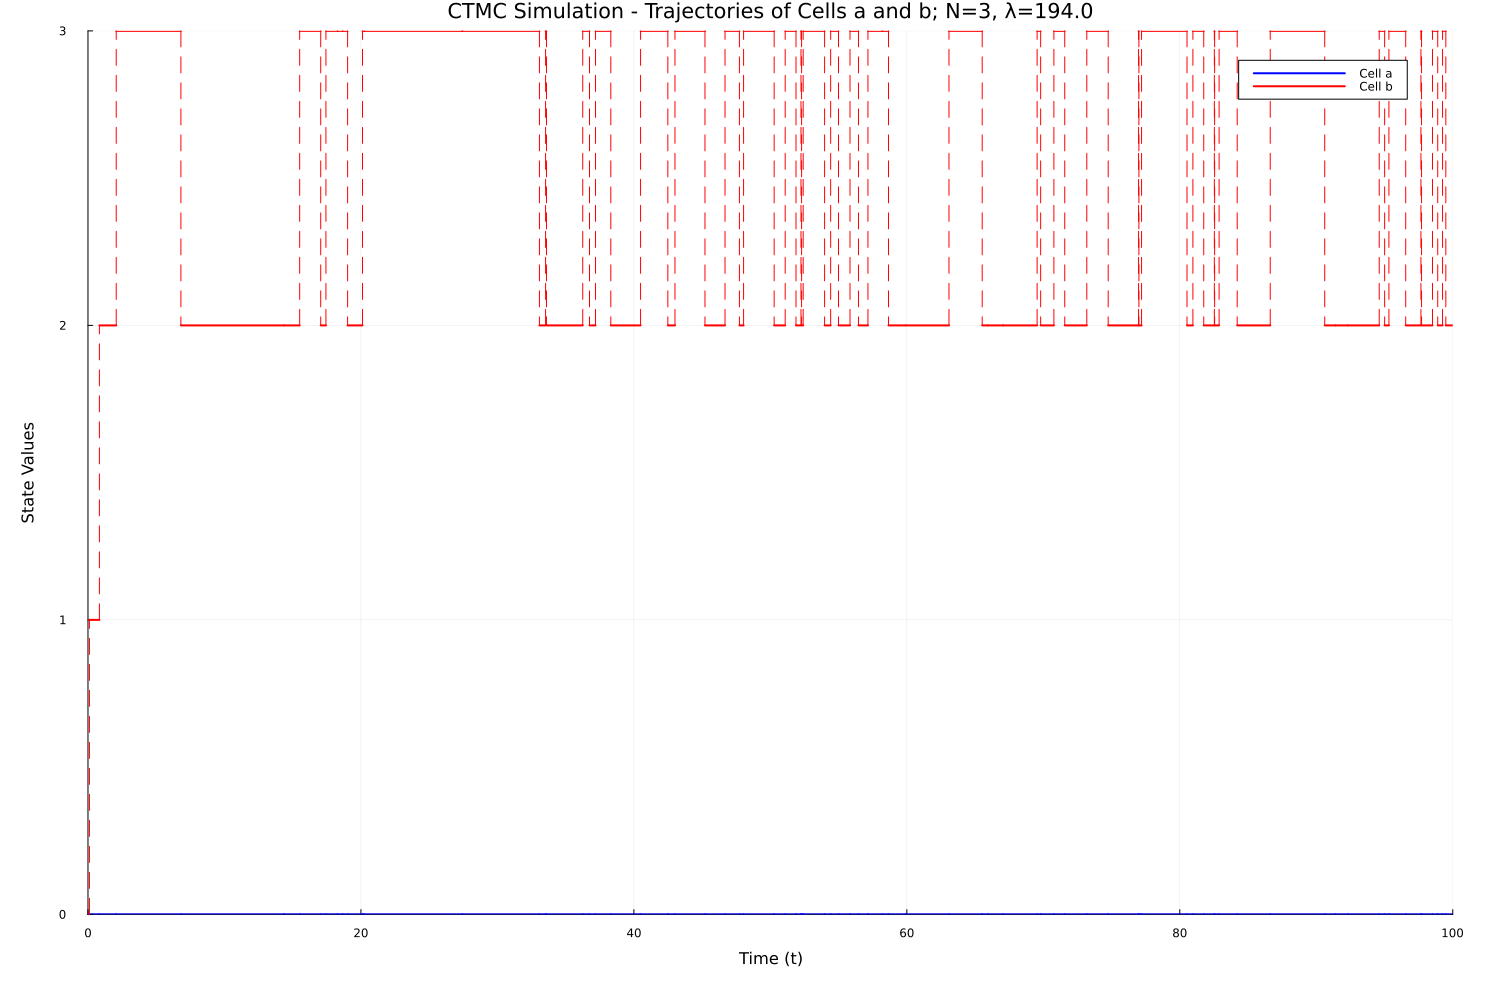 CTMC Simulation - Trajectories of Cells a and b; N=3, λ=194.0
3
Cell a
Cell b
2
State Values
1
0
0 20 40 60 80 100
Time (t)